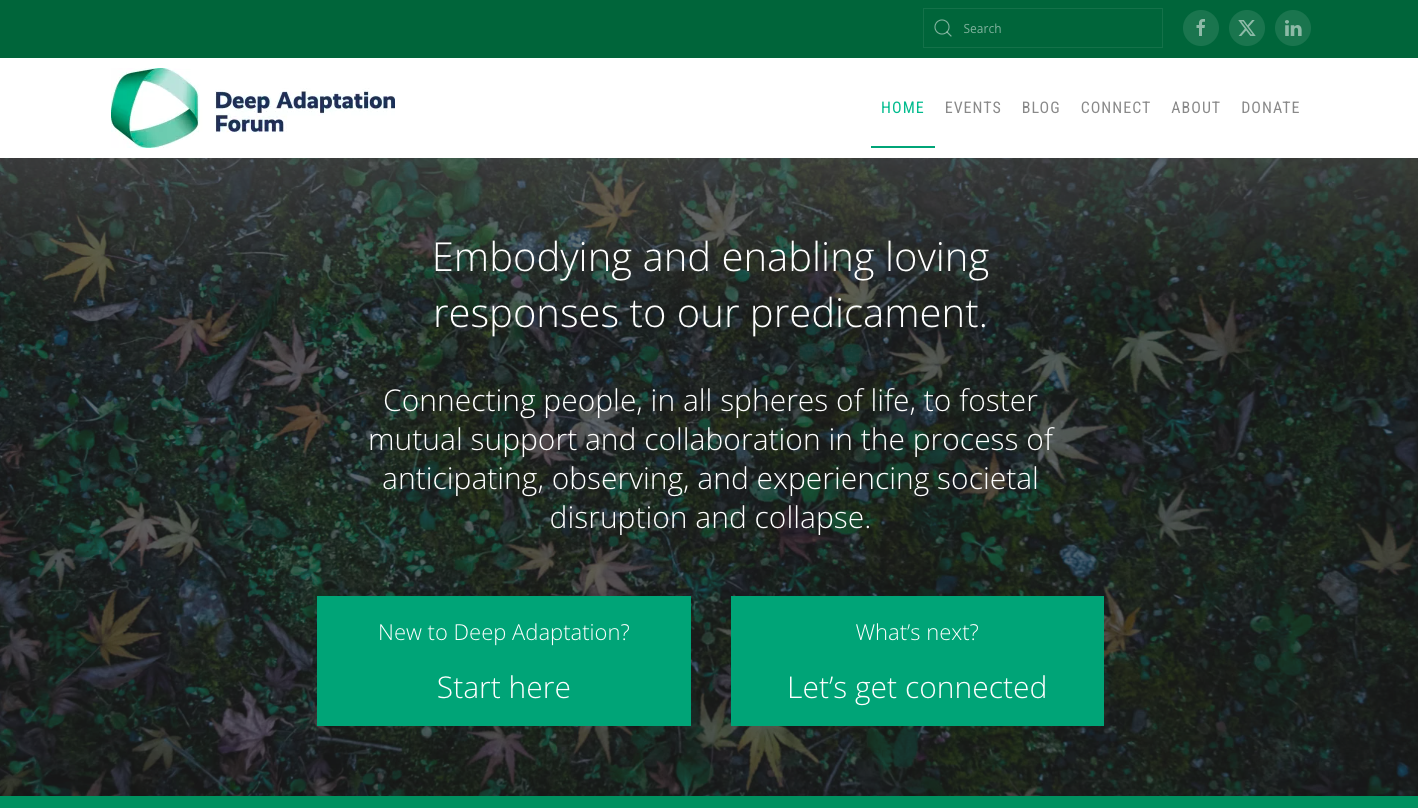 Search
Deep Adaptation
Forum
HOME
EVENTS
BLOG
CONNECT
ABOUT
DONATE
Embodying and enabling loving
responses to our predicament.
Connecting people, in all spheres of life, to foster
mutual support and collaboration in the process of
anticipating, observing, and experiencing societal
disruption and collapse.
New to Deep Adaptation?
Start here
What’s next?
Let’s get connected